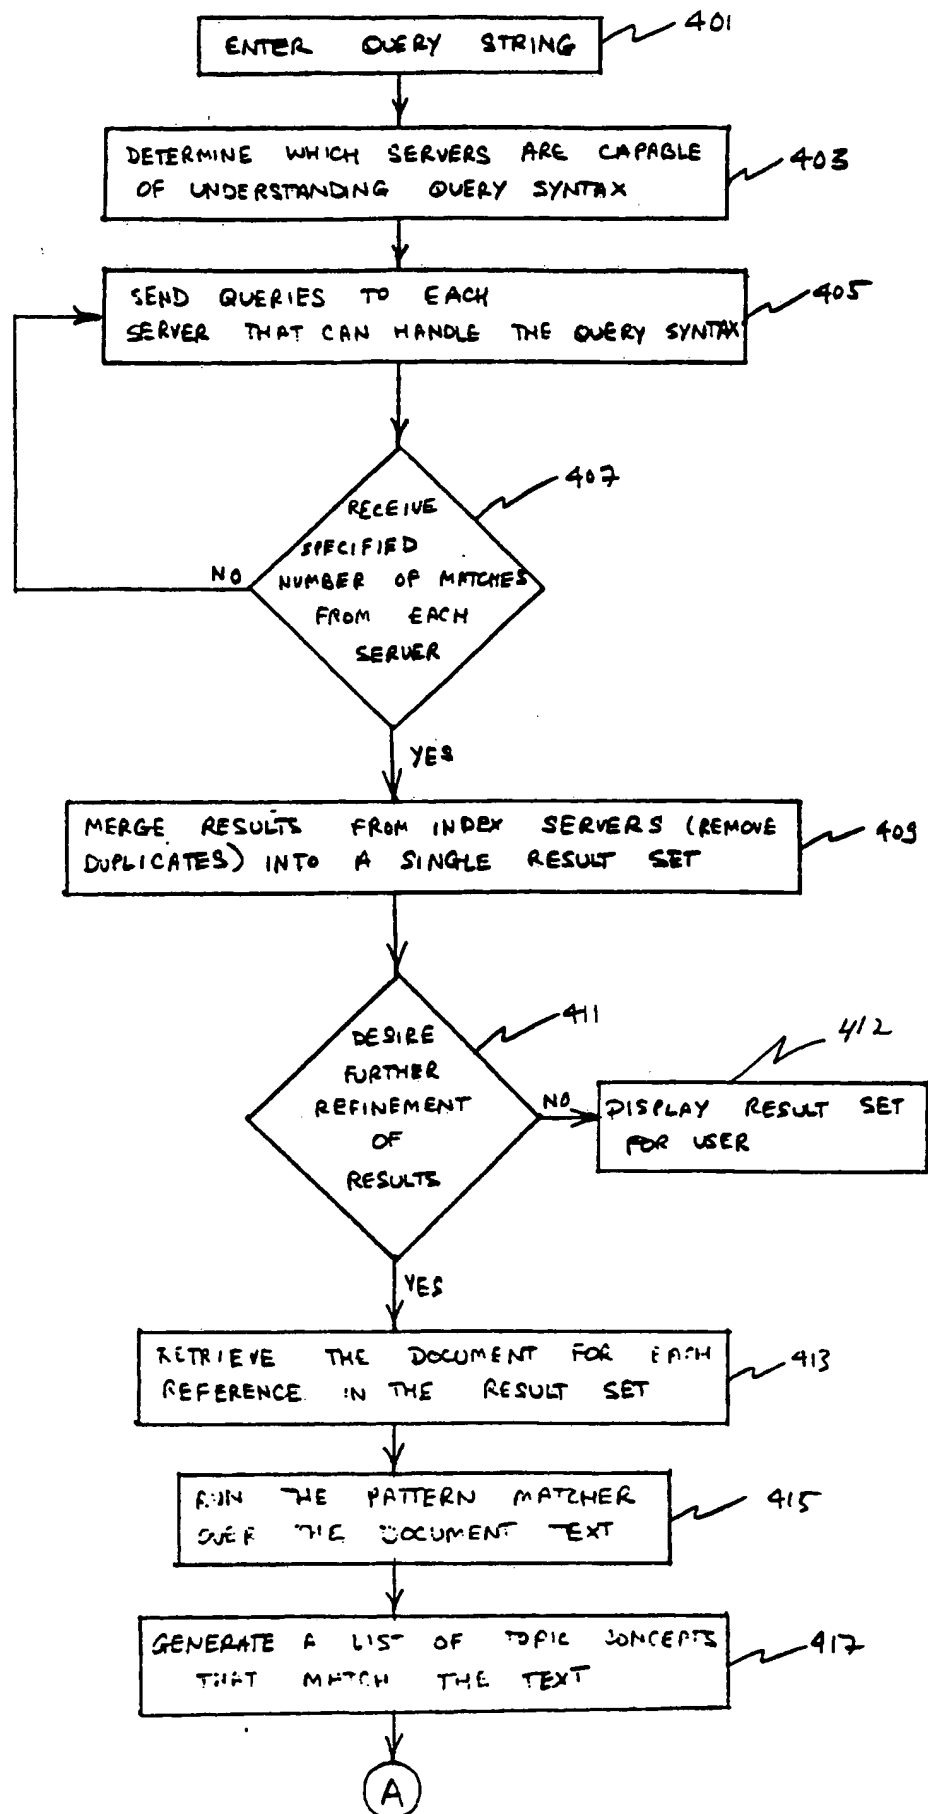 ENTER QUERY STRING
401
DETERMINE WHICH SERVERS ARE CAPABLE
OF UNDERSTANDING QUERY SYNTAX
403
SEND QUERIES TO EACH
SERVER THAT CAN HANDLE THE QUERY SYNTAX
405
RECEIVE
SPECIFIED
NUMBER OF MATCHES
FROM EACH
SERVER
407
NO
YES
MERGE RESULTS FROM INDEX SERVERS (REMOVE
DUPLICATES) INTO A SINGLE RESULT SET
409
DESIRE
FURTHER
REFINEMENT
OF
RESULTS
411
NO
DISPLAY RESULT SET
FOR USER
412
YES
RETRIEVE THE DOCUMENT FOR EACH
REFERENCE IN THE RESULT SET
413
RUN THE PATTERN MATCHER
OVER THE DOCUMENT TEXT
415
GENERATE A LIST OF TOPIC CONCEPTS
THAT MATCH THE TEXT
417
A